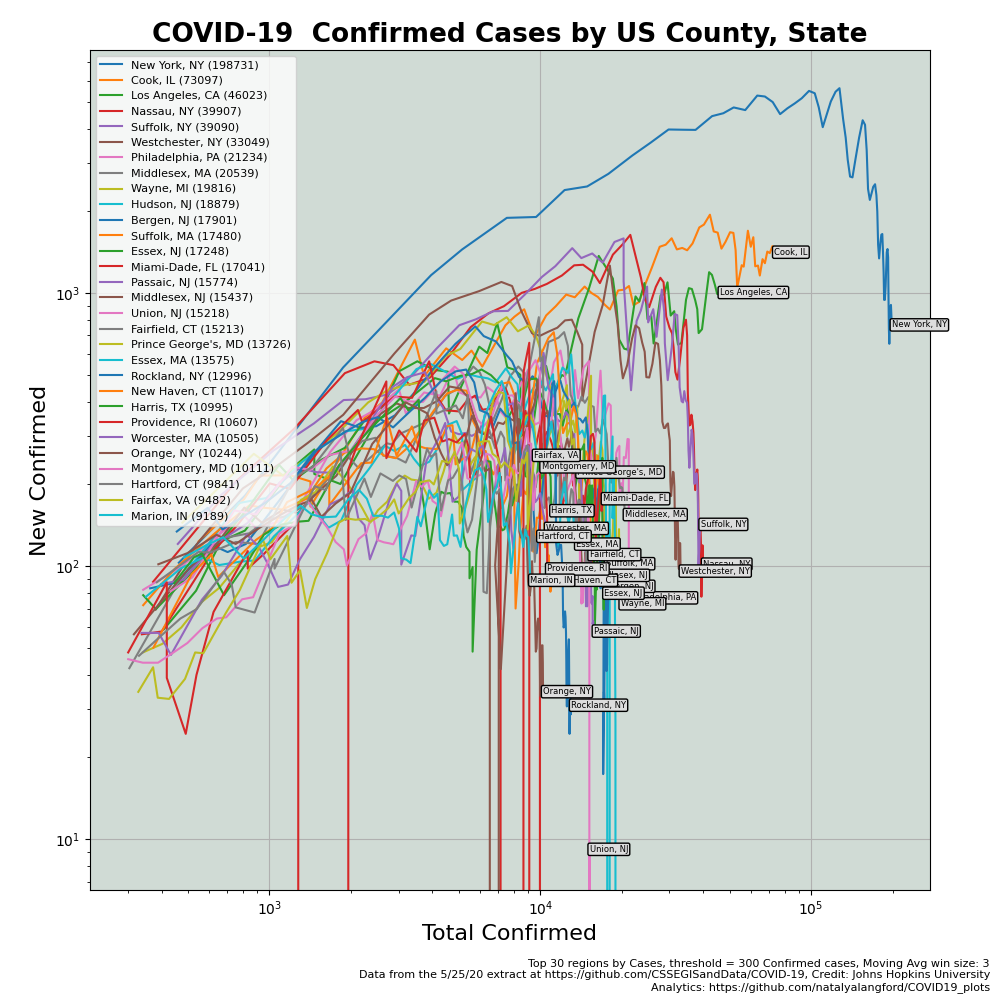 COVID-19  Confirmed Cases by US County, State
New York, NY (198731)
Cook, IL (73097)
Los Angeles, CA (46023)
Nassau, NY (39907)
Suffolk, NY (39090)
Westchester, NY (33049)
Philadelphia, PA (21234)
Middlesex, MA (20539)
Wayne, MI (19816)
Hudson, NJ (18879)
Bergen, NJ (17901)
Suffolk, MA (17480)
Essex, NJ (17248)
Miami-Dade, FL (17041)
Passaic, NJ (15774)
Middlesex, NJ (15437)
Union, NJ (15218)
Fairfield, CT (15213)
Prince George's, MD (13726)
Essex, MA (13575)
Rockland, NY (12996)
New Haven, CT (11017)
Harris, TX (10995)
Providence, RI (10607)
Worcester, MA (10505)
Orange, NY (10244)
Montgomery, MD (10111)
Hartford, CT (9841)
Fairfax, VA (9482)
Marion, IN (9189)
Cook, IL
Los Angeles, CA
New York, NY
Fairfax, VA
Montgomery, MD
George's, MD
Miami-Dade, FL
Harris, TX
Middlesex, MA
Suffolk, NY
Worcester, MA
Hartford, CT
Essex, MA
Fairfield, CT
MA
Nassau, NY
Providence, RI
Westchester, NY
NJ
Marion, IN
Haven, CT
NJ
Essex, NJ
PA
Wayne, MI
Passaic, NJ
Orange, NY
Rockland, NY
Union, NJ
10³
10²
10¹
New Confirmed
10³
10⁴
10⁵
Total Confirmed
Top 30 regions by Cases, threshold = 300 Confirmed cases, Moving Avg win size: 3
Data from the 5/25/20 extract at https://github.com/CSSEGISandData/COVID-19, Credit: Johns Hopkins University
Analytics: https://github.com/natalyalangford/COVID19_plots